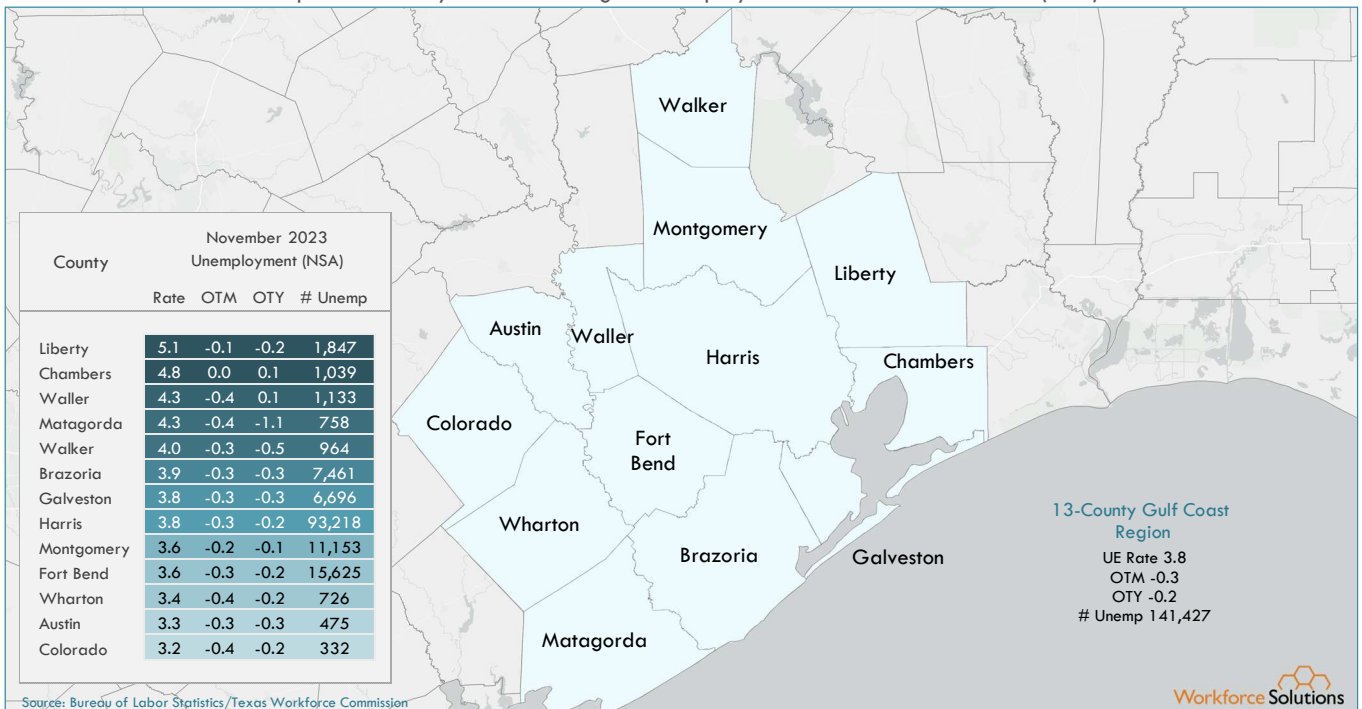 County
November 2023
Unemployment (NSA)
Rate OTM OTY # Unemp
Liberty 5.1 -0.1 -0.2 1,847
Chambers 4.8 0.0 0.1 1,039
Waller 4.3 -0.4 0.1 1,133
Matagorda 4.3 -0.4 -1.1 758
Walker 4.0 -0.3 -0.5 964
Brazoria 3.9 -0.3 -0.3 7,461
Galveston 3.8 -0.3 -0.3 6,696
Harris 3.8 -0.3 -0.2 93,218
Montgomery 3.6 -0.2 -0.1 11,153
Fort Bend 3.6 -0.3 -0.2 15,625
Wharton 3.4 -0.4 -0.2 726
Austin 3.3 -0.3 -0.3 475
Colorado 3.2 -0.4 -0.2 332
Source: Bureau of Labor Statistics/Texas Workforce Commission
Walker
Montgomery
Liberty
Austin
Waller
Harris
Chambers
Colorado
Fort
Bend
Wharton
Brazoria
Galveston
Matagorda
13-County Gulf Coast
Region
UE Rate 3.8
OTM -0.3
OTY -0.2
# Unemp 141,427
Workforce Solutions